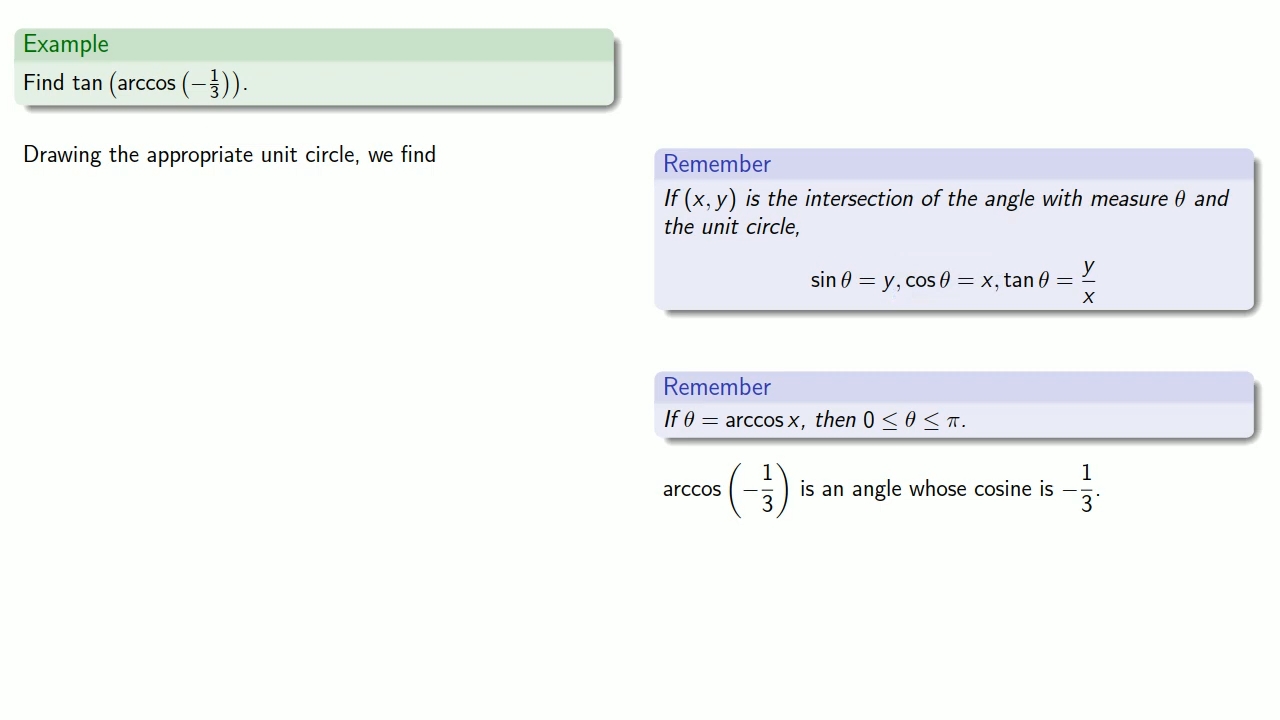 Example
Find tan (arccos (−1/3)).
Drawing the appropriate unit circle, we find
Remember
If (x, y) is the intersection of the angle with measure θ and
the unit circle,
sin θ = y, cos θ = x, tan θ = y/x
Remember
If θ = arccos x, then 0 ≤ θ ≤ π.
arccos (−1/3) is an angle whose cosine is −1/3.